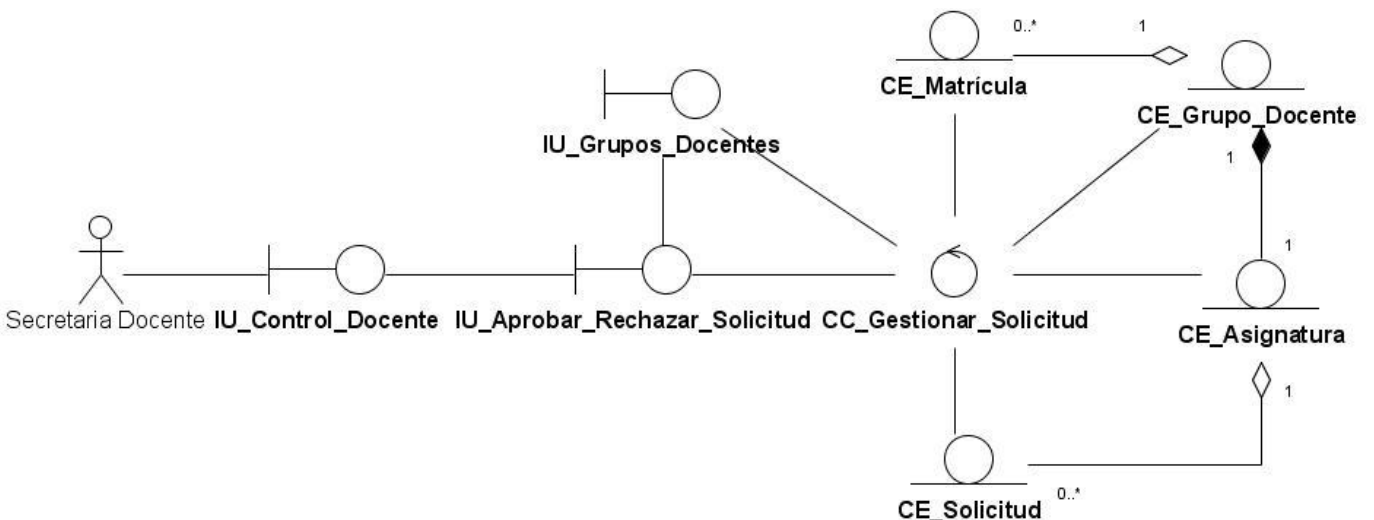 0..*
1
CE_Matrícula
CE_Grupo_Docente
IU_Grupos_Docentes
1
1
Secretaria Docente
IU_Control_Docente
IU_Aprobar_Rechazar_Solicitud
CC_Gestionar_Solicitud
CE_Asignatura
1
0..*
CE_Solicitud